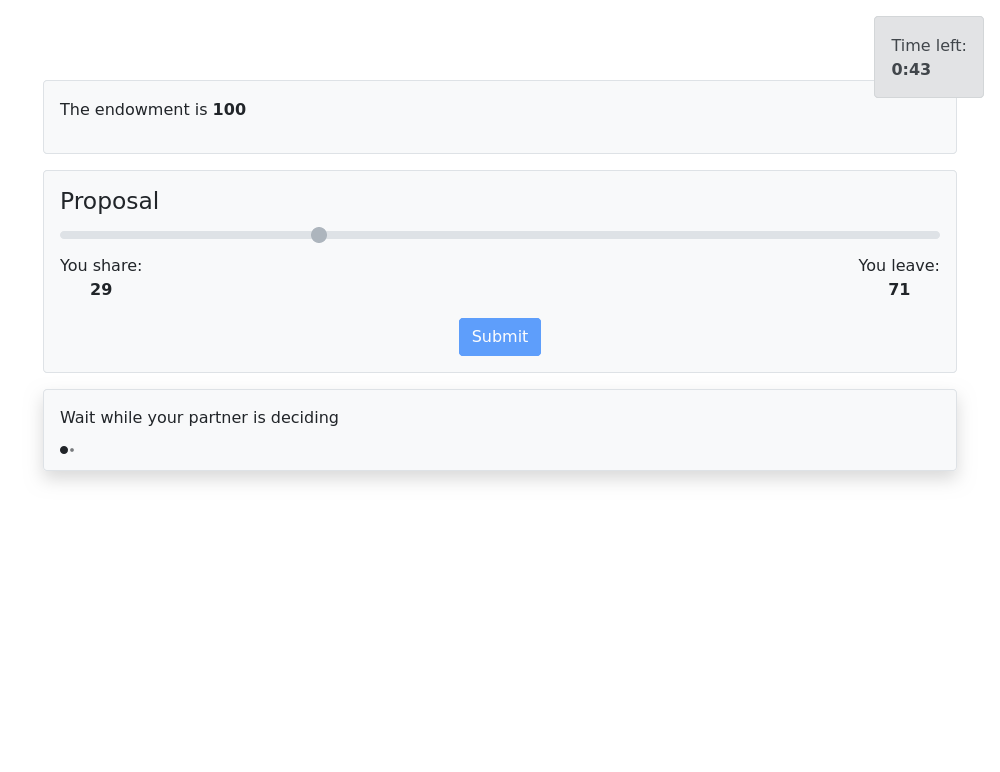 Time left:
0:43
The endowment is 100
Proposal
You share:
29
You leave:
71
Submit
Wait while your partner is deciding